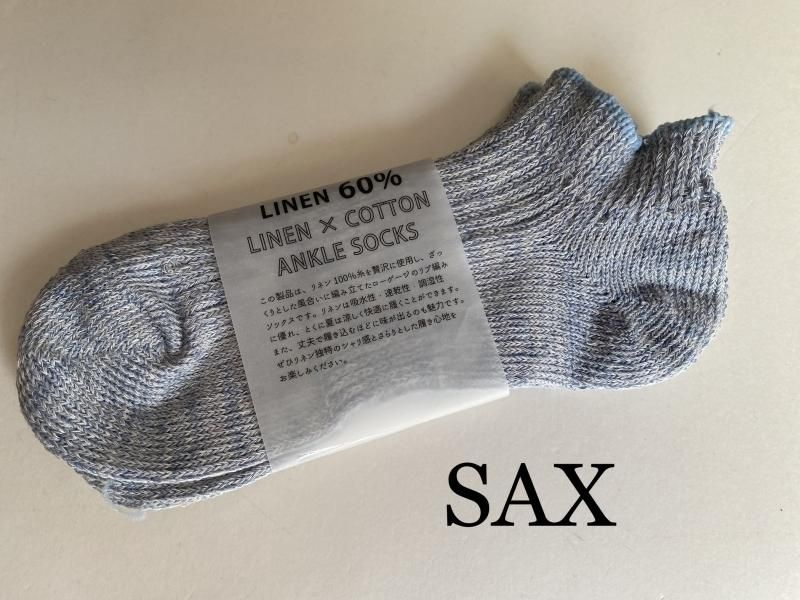 LINEN 60%
LINEN × COTTON
ANKLE SOCKS
この製品は、リネン100%糸を贅沢に使用し、ざっ
くりとした風合いに編み立てたローゲージのリブ編み
ソックスです。リネンは吸水性・速乾性・調湿性
に優れ、とくに夏は涼しく快適に履くことができます。
また、丈夫で履き込むほどに味が出るのも魅力です。
ぜひリネン独特のシャリ感とさらりとした履き心地を
お楽しみください。
SAX